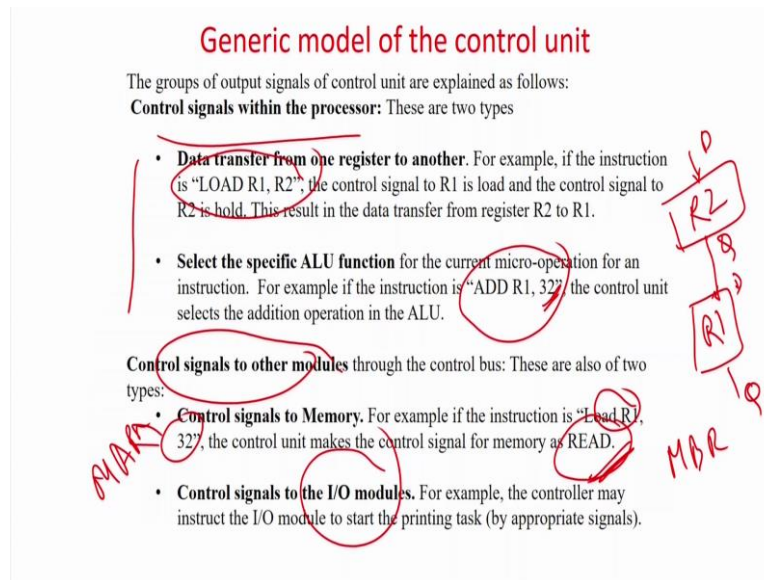 Generic model of the control unit
The groups of output signals of control unit are explained as follows:
Control signals within the processor: These are two types
• Data transfer from one register to another. For example, if the instruction
is "LOAD R1, R2", the control signal to R1 is load and the control signal to
R2 is hold. This result in the data transfer from register R2 to R1.
D
R2
Q
• Select the specific ALU function for the current micro-operation for an
instruction. For example if the instruction is "ADD R1, 32", the control unit
selects the addition operation in the ALU.
D
R1
Q
Control signals to other modules through the control bus: These are also of two
types:
• Control signals to Memory. For example if the instruction is "Load R1,
32", the control unit makes the control signal for memory as READ.
MAR
MBR
• Control signals to the I/O modules. For example, the controller may
instruct the I/O module to start the printing task (by appropriate signals).